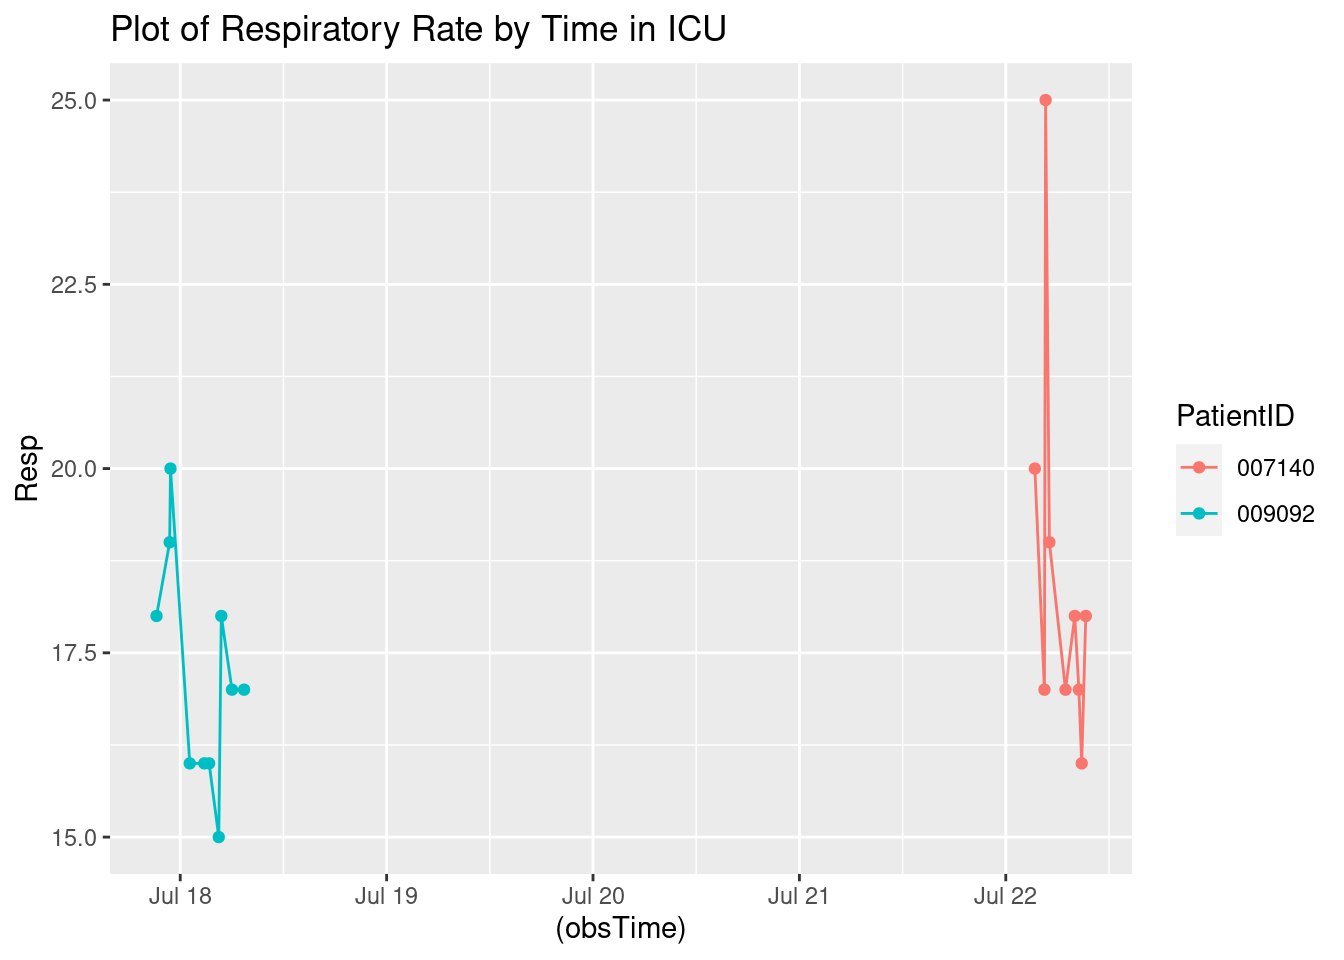 Plot of Respiratory Rate by Time in ICU
25.0
22.5
20.0
17.5
15.0
Resp
Jul 18 Jul 19 Jul 20 Jul 21 Jul 22
(obsTime)
PatientID
007140
009092